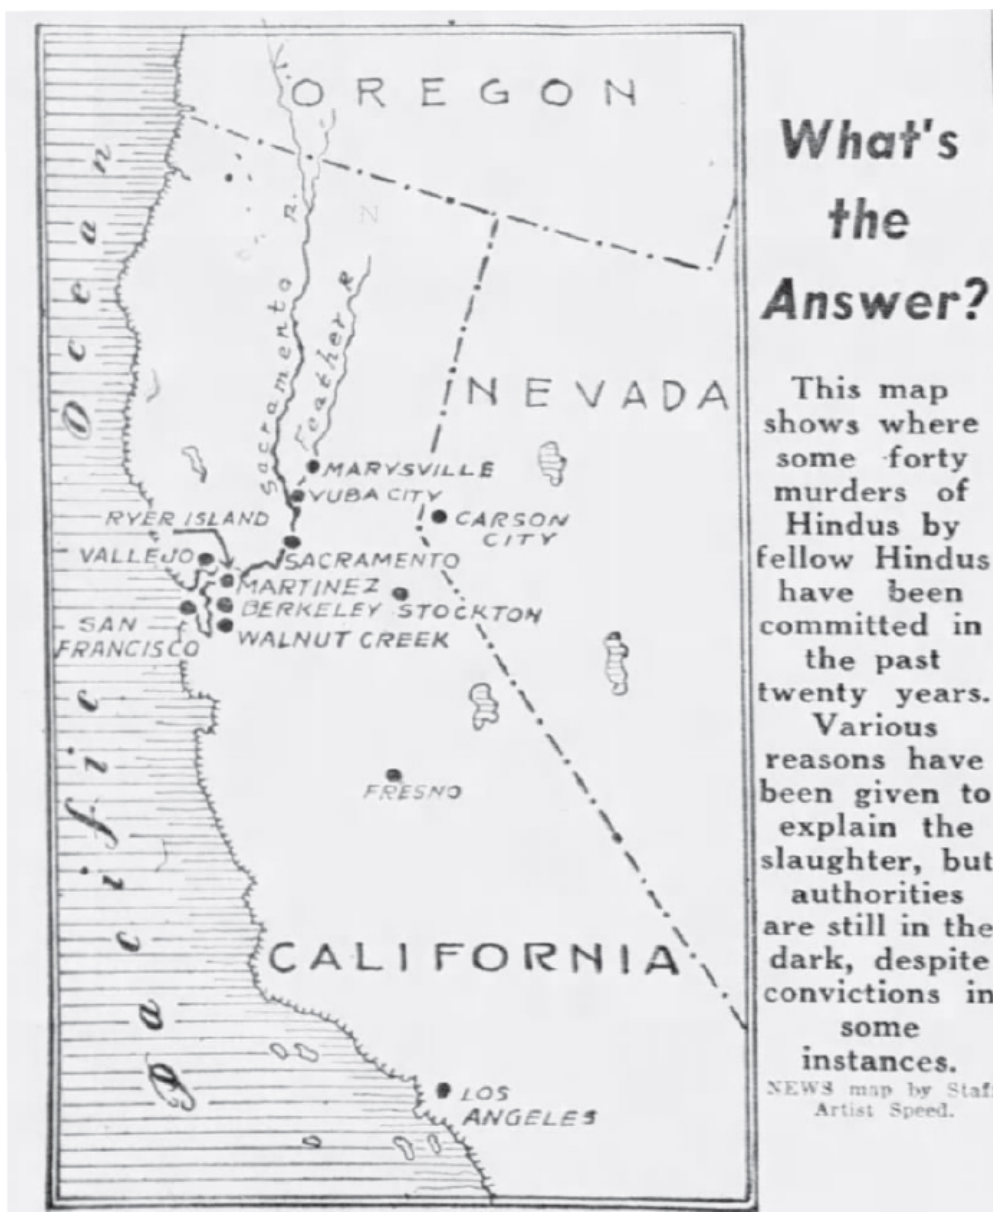 OREGON
Pacific Ocean
Sacramento R.
Feather R
NEVADA
MARYSVILLE
YUBA CITY
RYER ISLAND
CARSON
CITY
VALLEJO
SACRAMENTO
MARTINEZ
BERKELEY STOCKTON
SAN
FRANCISCO
WALNUT CREEK
FRESNO
CALIFORNIA
LOS
ANGELES
What's
the
Answer?
This map
shows where
some forty
murders of
Hindus by
fellow Hindus
have been
committed in
the past
twenty years.
Various
reasons have
been given to
explain the
slaughter, but
authorities
are still in the
dark, despite
convictions in
some
instances.
NEWS map by Staff
Artist Speed.